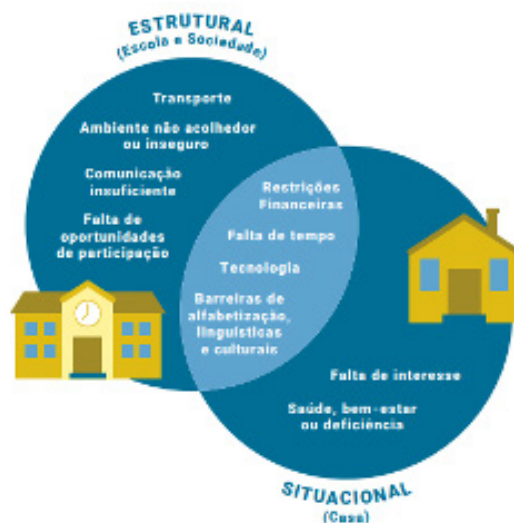 ESTRUTURAL
(Escola e Sociedade)
Transporte
Ambiente não acolhedor
ou inseguro
Comunicação
insuficiente
Falta de
oportunidades
de participação
Restrições
Financeiras
Falta de tempo
Tecnologia
Barreiras de
alfabetização,
linguísticas
e culturais
Falta de interesse
Saúde, bem-estar
ou deficiência
SITUACIONAL
(Casa)